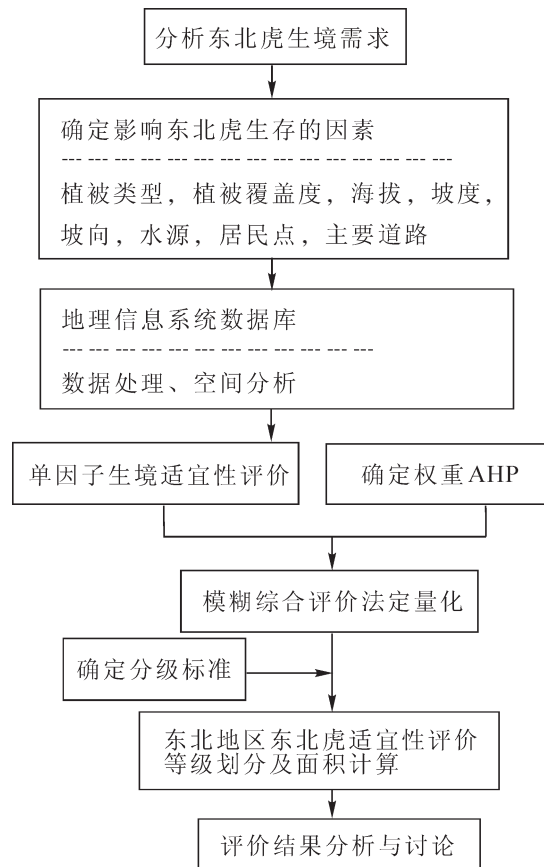 分析东北虎生境需求
确定影响东北虎生存的因素
植被类型，植被覆盖度，海拔，坡度，
坡向，水源，居民点，主要道路
地理信息系统数据库
数据处理、空间分析
单因子生境适宜性评价
确定权重AHP
模糊综合评价法定量化
确定分级标准
东北地区东北虎适宜性评价
等级划分及面积计算
评价结果分析与讨论